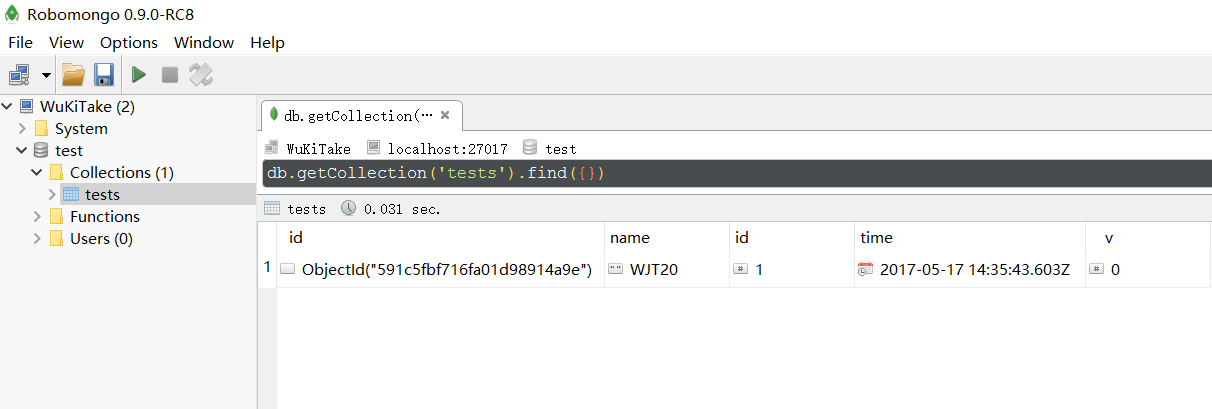 Robomongo 0.9.0-RC8
File View Options Window Help
WuKiTake (2)
System
test
Collections (1)
tests
Functions
Users (0)
db.getCollection(…
WuKiTake localhost:27017 test
db.getCollection('tests').find({})
tests 0.031 sec.
id name id time v
1 ObjectId("591c5fbf716fa01d98914a9e") "" WJT20 # 1 2017-05-17 14:35:43.603Z # 0